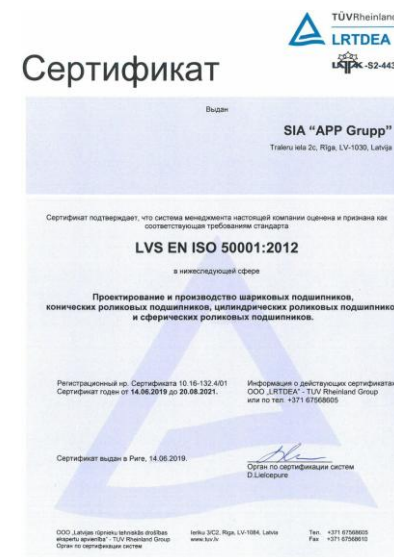 TÜVRheinland
LRTDEA
-S2-443
Сертификат
Выдан
SIA “APP Grupp”
Traleru iela 2c, Rīga, LV-1030, Latvija
Сертификат подтверждает, что система менеджмента настоящей компании оценена и признана как
соответствующая требованиям стандарта
LVS EN ISO 50001:2012
в нижеследующей сфере
Проектирование и производство шариковых подшипников,
конических роликовых подшипников, цилиндрических роликовых подшипнико
и сферических роликовых подшипников.
Регистрационный нр. Сертификата 10.16-132.4/01
Сертификат годен от 14.06.2019 до 20.08.2021.
Информация о действующих сертификатах
ООО „LRTDEA” - TUV Rheinland Group
или по тел. +371 67568605
Сертификат выдан в Риге, 14.06.2019.
Орган по сертификации систем
D.Lielcepure
ООО „Latvijas rūpnieku tehniskās drošības
ekspertu apvienība” - TUV Rheinland Group
Орган по сертификации систем
Ieriku 3/C2, Riga, LV-1084, Latvia
www.tuv.lv
Тел. +371 67568605
Fax +371 67568610